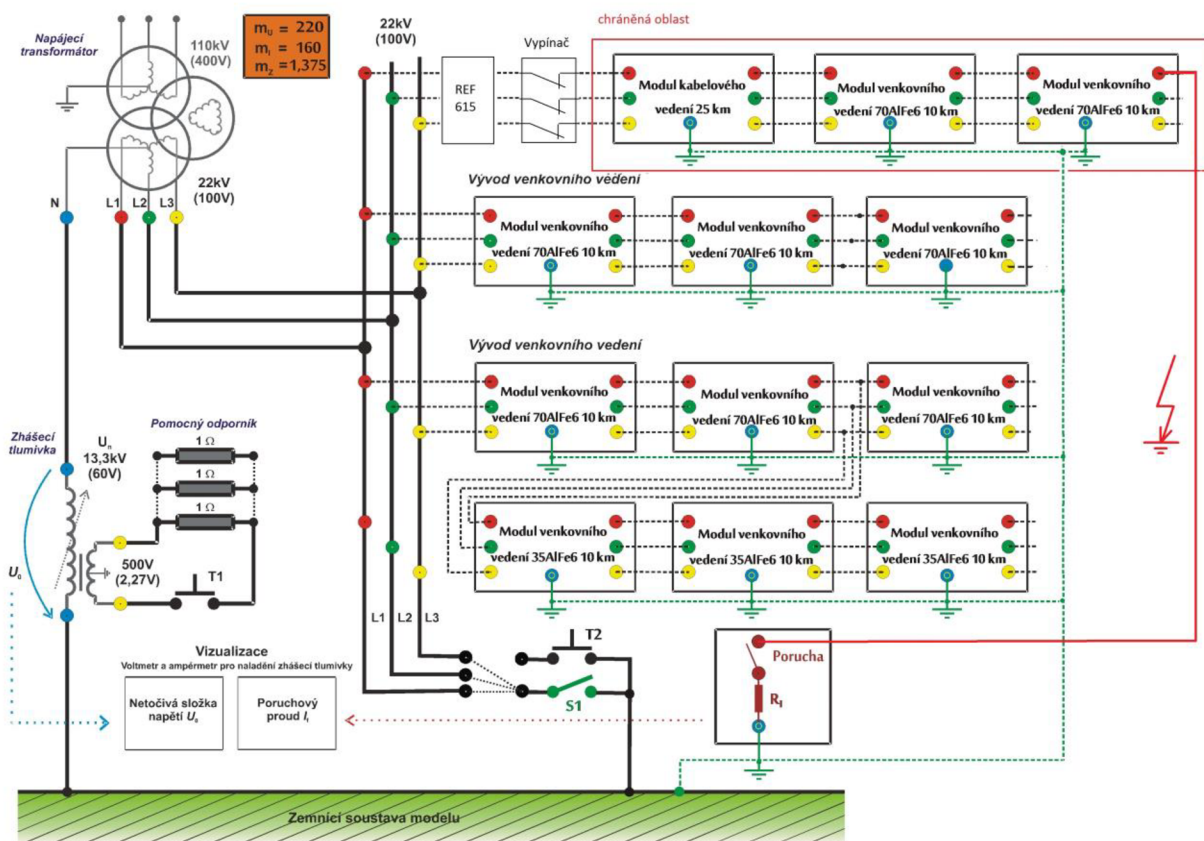 Napájecí
transformátor
110kV
(400V)
mU = 220
mI = 160
mZ = 1,375
22kV
(100V)
N
L1
L2
L3
22kV
(100V)
REF
615
Vypínač
chráněná oblast
Modul kabelového
vedení 25 km
Modul venkovního
vedení 70AlFe6 10 km
Modul venkovního
vedení 70AlFe6 10 km
Vývod venkovního vedení
Modul venkovního
vedení 70AlFe6 10 km
Modul venkovního
vedení 70AlFe6 10 km
Modul venkovního
vedení 70AlFe6 10 km
Vývod venkovního vedení
Modul venkovního
vedení 70AlFe6 10 km
Modul venkovního
vedení 70AlFe6 10 km
Modul venkovního
vedení 70AlFe6 10 km
Modul venkovního
vedení 35AlFe6 10 km
Modul venkovního
vedení 35AlFe6 10 km
Modul venkovního
vedení 35AlFe6 10 km
Zhášecí
tlumivka
Un
13,3kV
(60V)
Pomocný odporník
1 Ω
1 Ω
1 Ω
500V
(2,27V)
T1
U0
L1
L2
L3
T2
S1
Porucha
Rf
Vizualizace
Voltmetr a ampérmetr pro naladění zhášecí tlumivky
Netočivá složka
napětí U0
Poruchový
proud If
Zemnící soustava modelu